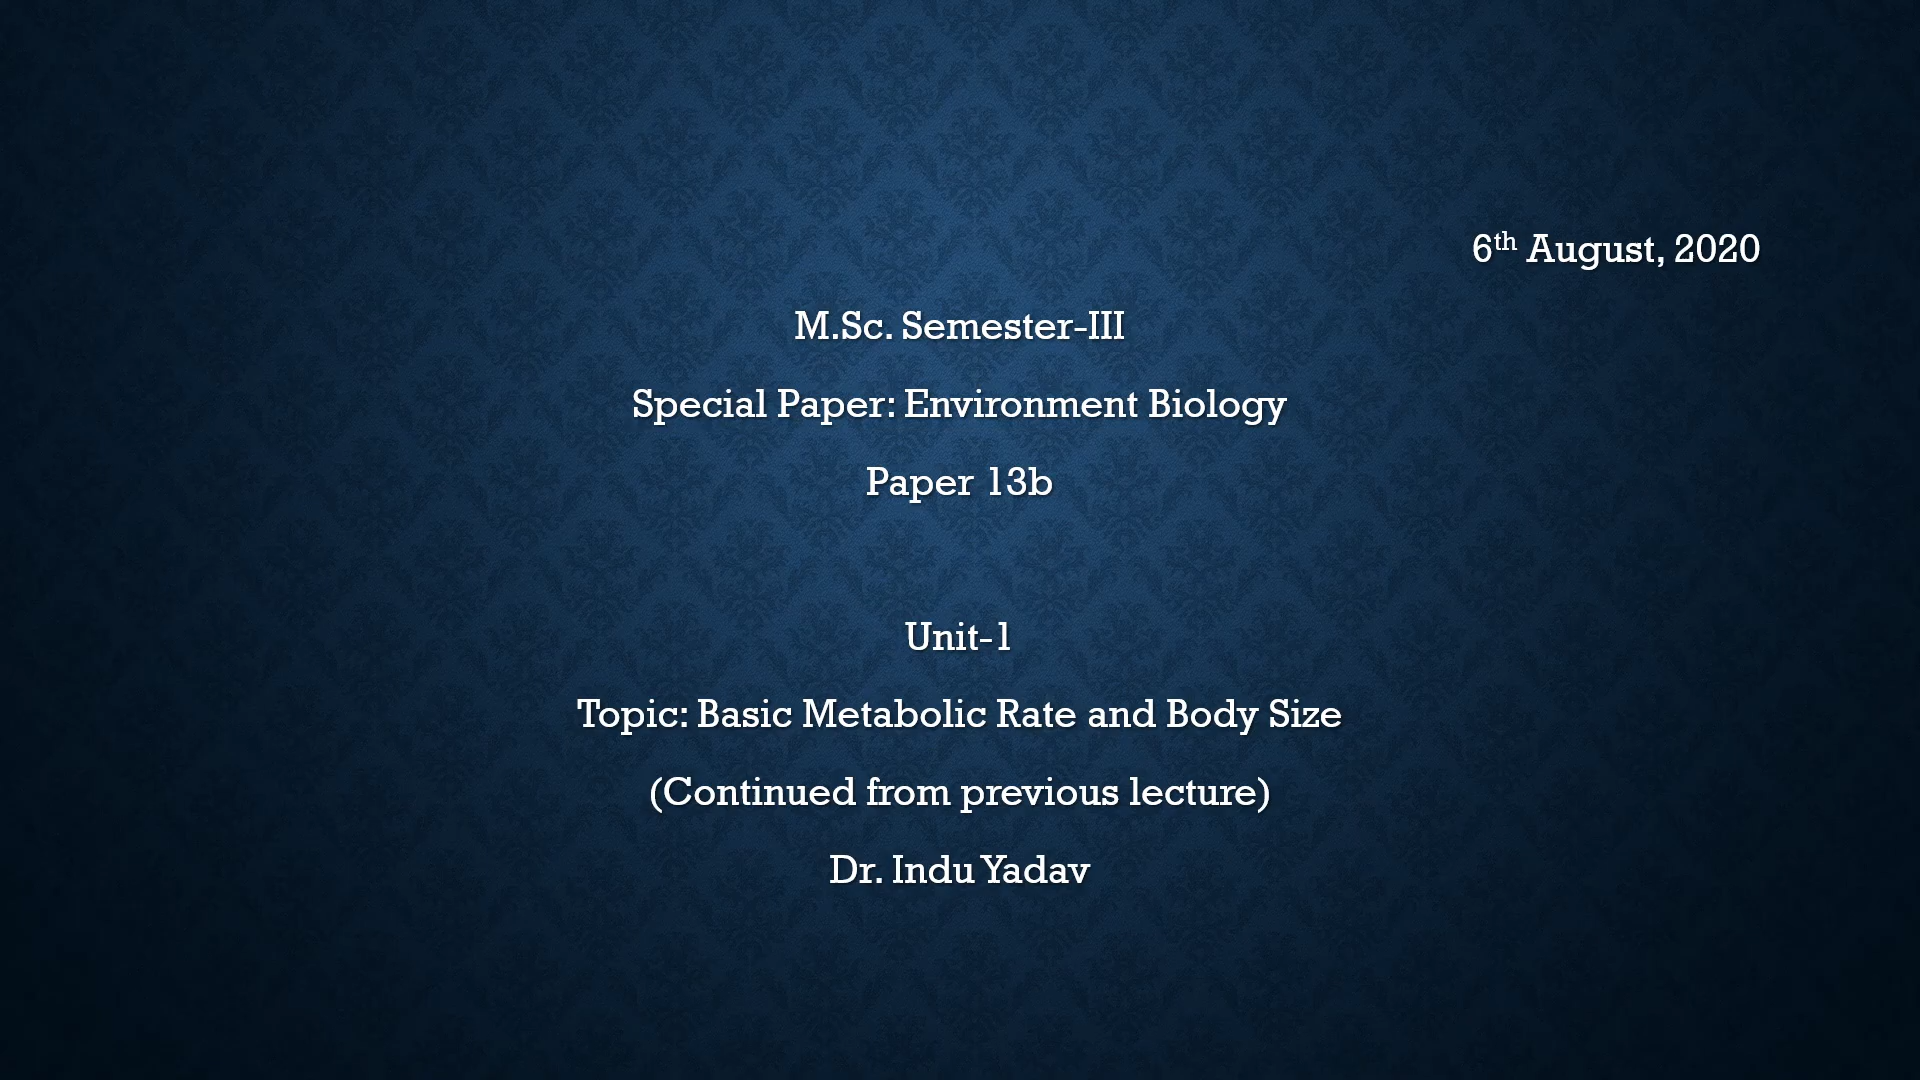 6th August, 2020
M.Sc. Semester-III
Special Paper: Environment Biology
Paper 13b
Unit-1
Topic: Basic Metabolic Rate and Body Size
(Continued from previous lecture)
Dr. Indu Yadav